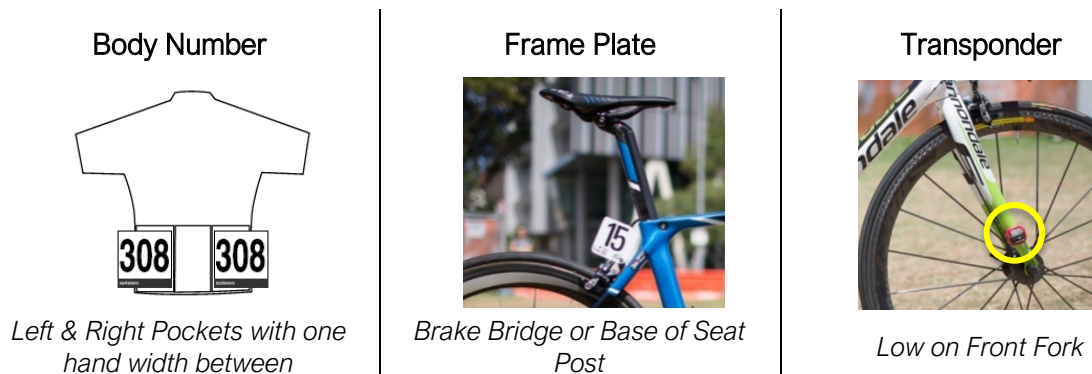 Body Number
308
308
Left & Right Pockets with one
hand width between
Frame Plate
15
Brake Bridge or Base of Seat
Post
Transponder
cannondale
Low on Front Fork